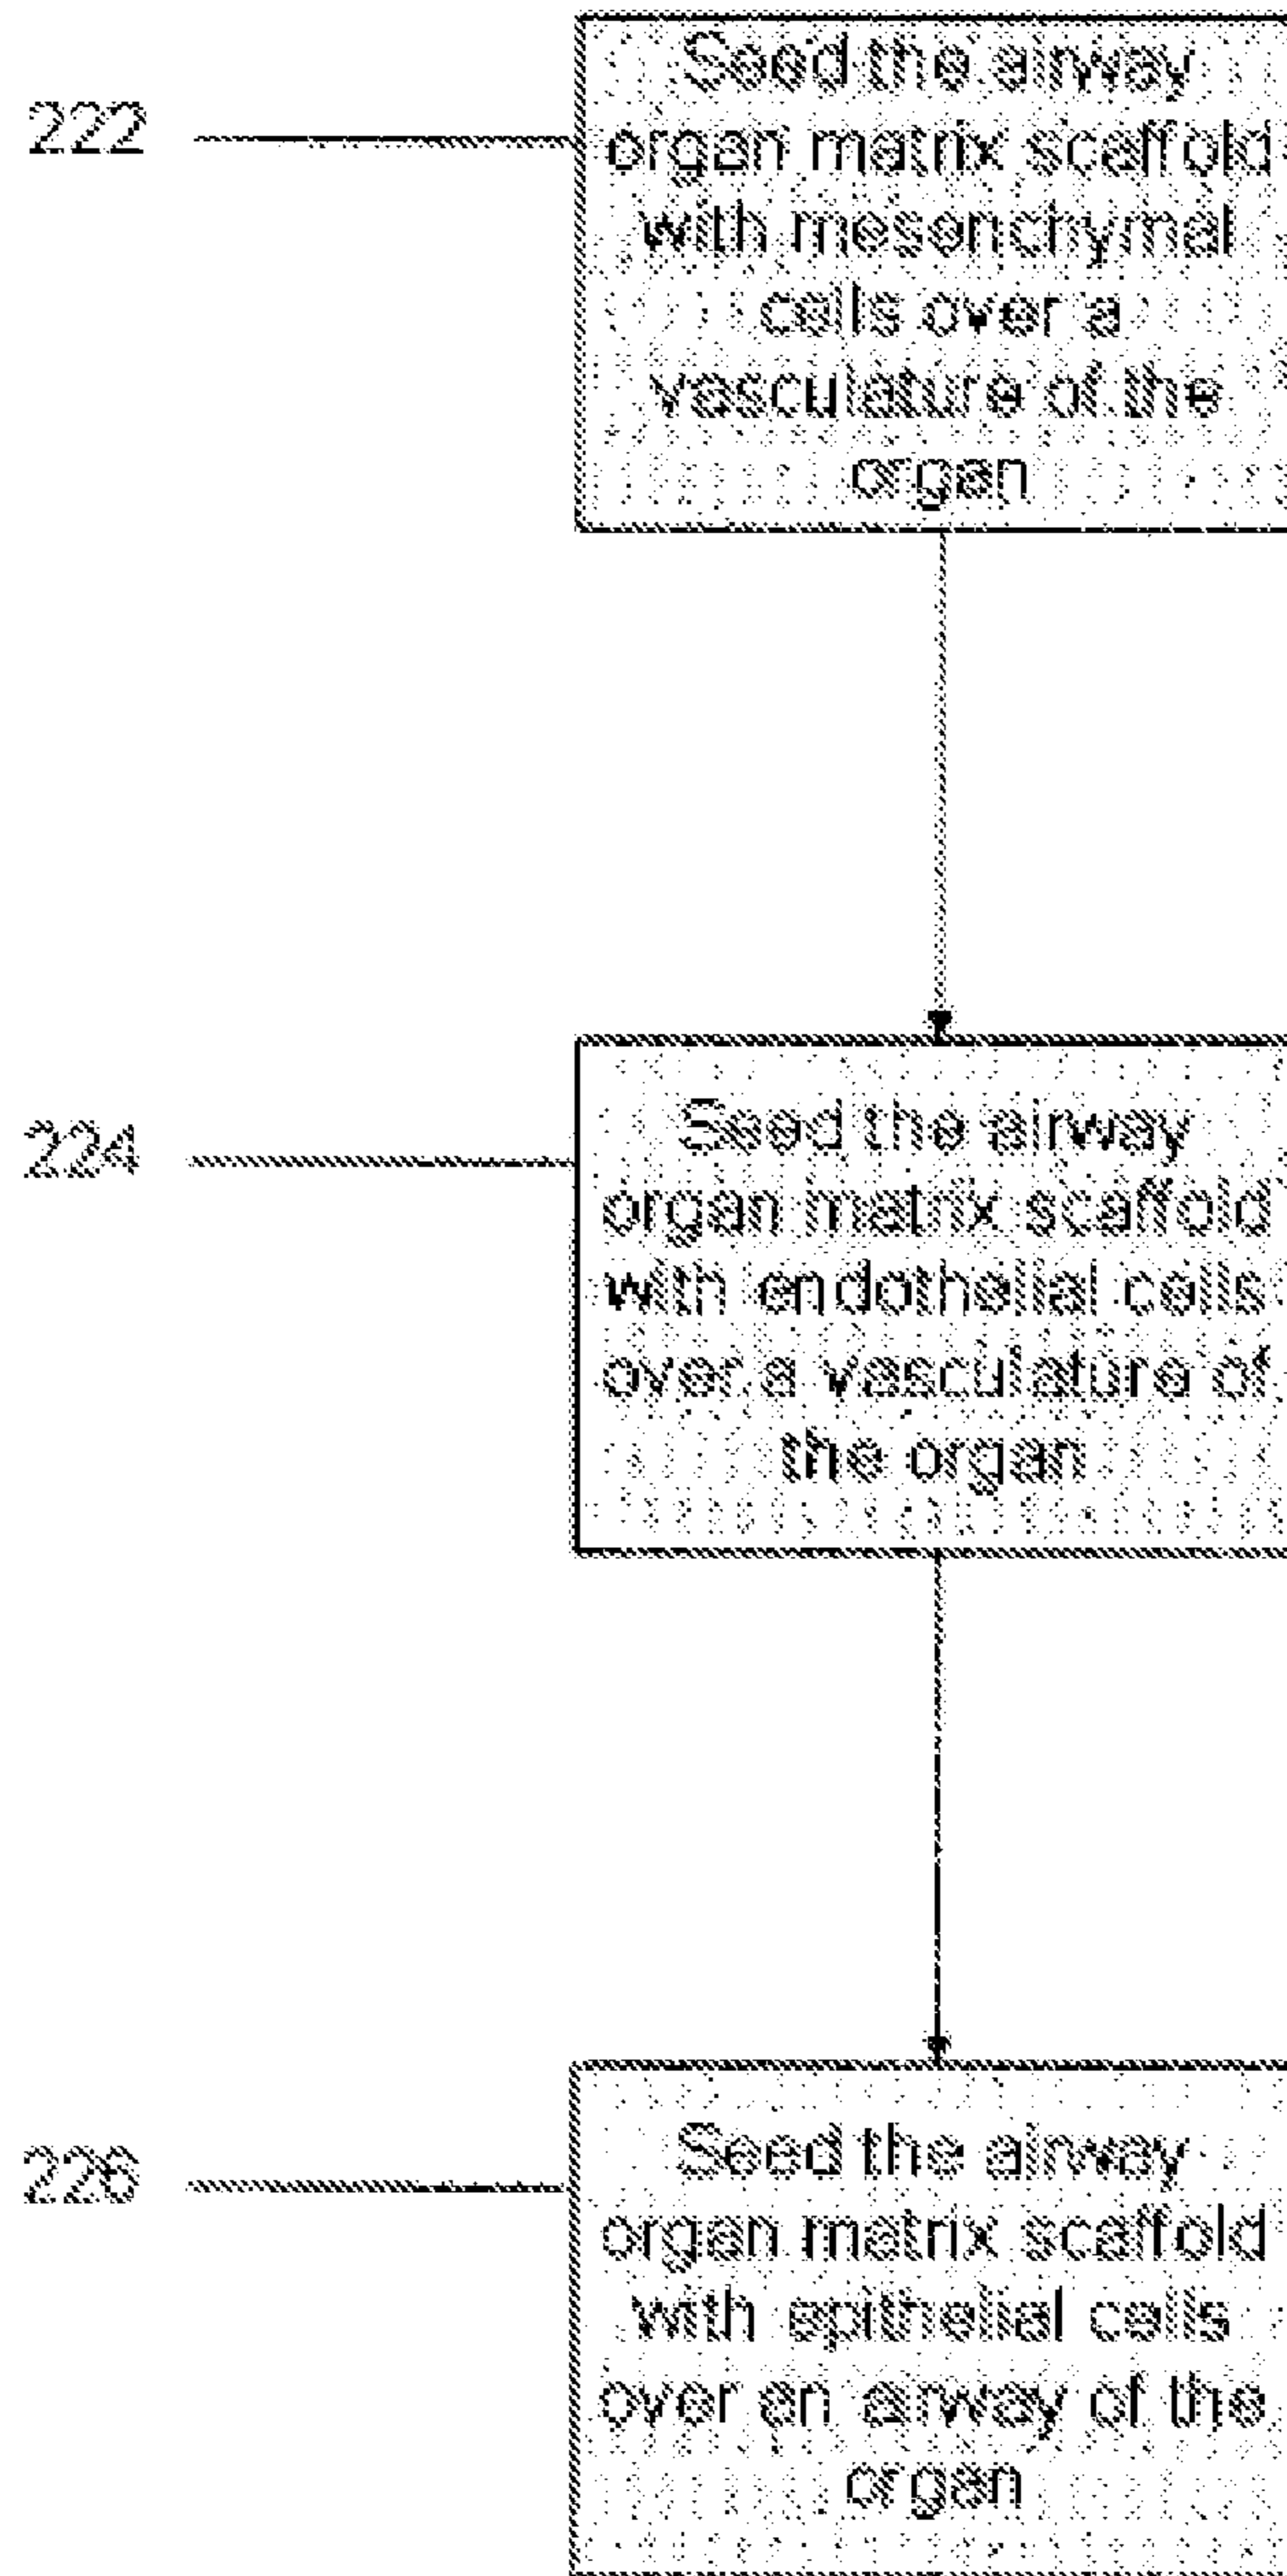 222
Seed the airway
organ matrix scaffold
with mesenchymal
cells over a
vasculature of the
organ
224
Seed the airway
organ matrix scaffold
with endothelial cells
over a vasculature of
the organ
226
Seed the airway
organ matrix scaffold
with epithelial cells
over an airway of the
organ